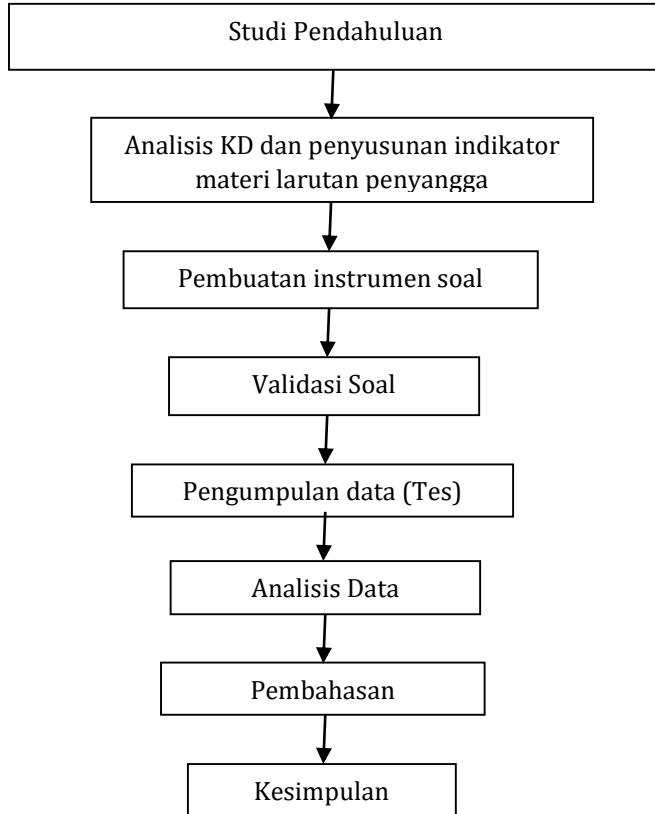 Studi Pendahuluan
Analisis KD dan penyusunan indikator
materi larutan penyangga
Pembuatan instrumen soal
Validasi Soal
Pengumpulan data (Tes)
Analisis Data
Pembahasan
Kesimpulan